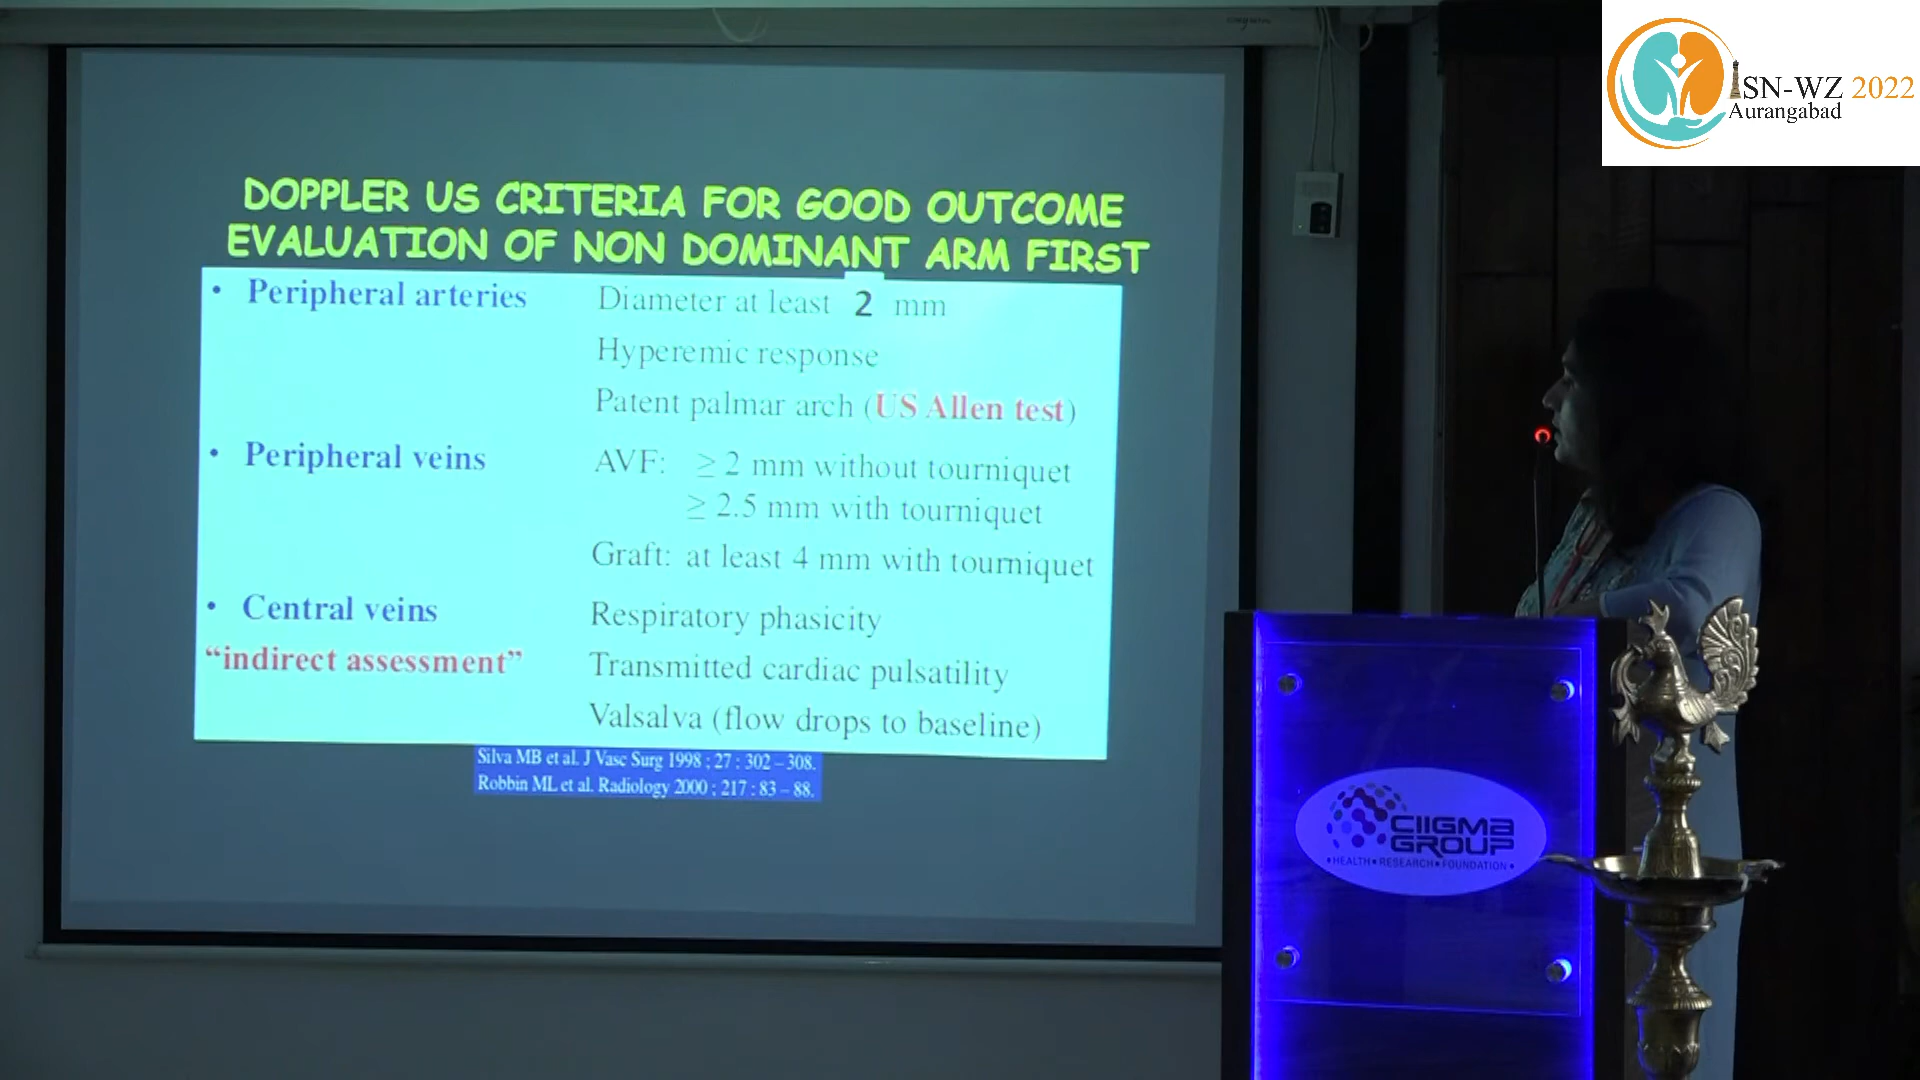 DOPPLER US CRITERIA FOR GOOD OUTCOME
EVALUATION OF NON DOMINANT ARM FIRST
• Peripheral arteries Diameter at least 2 mm
Hyperemic response
Patent palmar arch (US Allen test)
• Peripheral veins AVF: ≥ 2 mm without tourniquet
≥ 2.5 mm with tourniquet
Graft: at least 4 mm with tourniquet
• Central veins Respiratory phasicity
“indirect assessment” Transmitted cardiac pulsatility
Valsalva (flow drops to baseline)
Silva MB et al. J Vasc Surg 1998 ; 27 : 302 – 308.
Robbin ML et al. Radiology 2000 ; 217 : 83 – 88.
ISN-WZ 2022
Aurangabad
CIIGMA
GROUP
•HEALTH•RESEARCH•FOUNDATION•